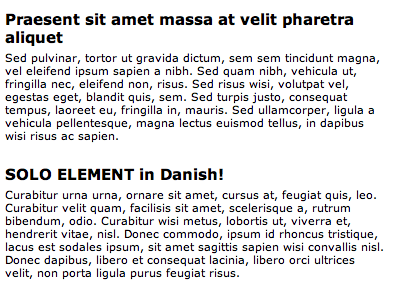 Praesent sit amet massa at velit pharetra
aliquet
Sed pulvinar, tortor ut gravida dictum, sem sem tincidunt magna,
vel eleifend ipsum sapien a nibh. Sed quam nibh, vehicula ut,
fringilla nec, eleifend non, risus. Sed risus wisi, volutpat vel,
egestas eget, blandit quis, sem. Sed turpis justo, consequat
tempus, laoreet eu, fringilla in, mauris. Sed ullamcorper, ligula a
vehicula pellentesque, magna lectus euismod tellus, in dapibus
wisi risus ac sapien.
SOLO ELEMENT in Danish!
Curabitur urna urna, ornare sit amet, cursus at, feugiat quis, leo.
Curabitur velit quam, facilisis sit amet, scelerisque a, rutrum
bibendum, odio. Curabitur wisi metus, lobortis ut, viverra et,
hendrerit vitae, nisl. Donec commodo, ipsum id rhoncus tristique,
lacus est sodales ipsum, sit amet sagittis sapien wisi convallis nisl.
Donec dapibus, libero et consequat lacinia, libero orci ultrices
velit, non porta ligula purus feugiat risus.